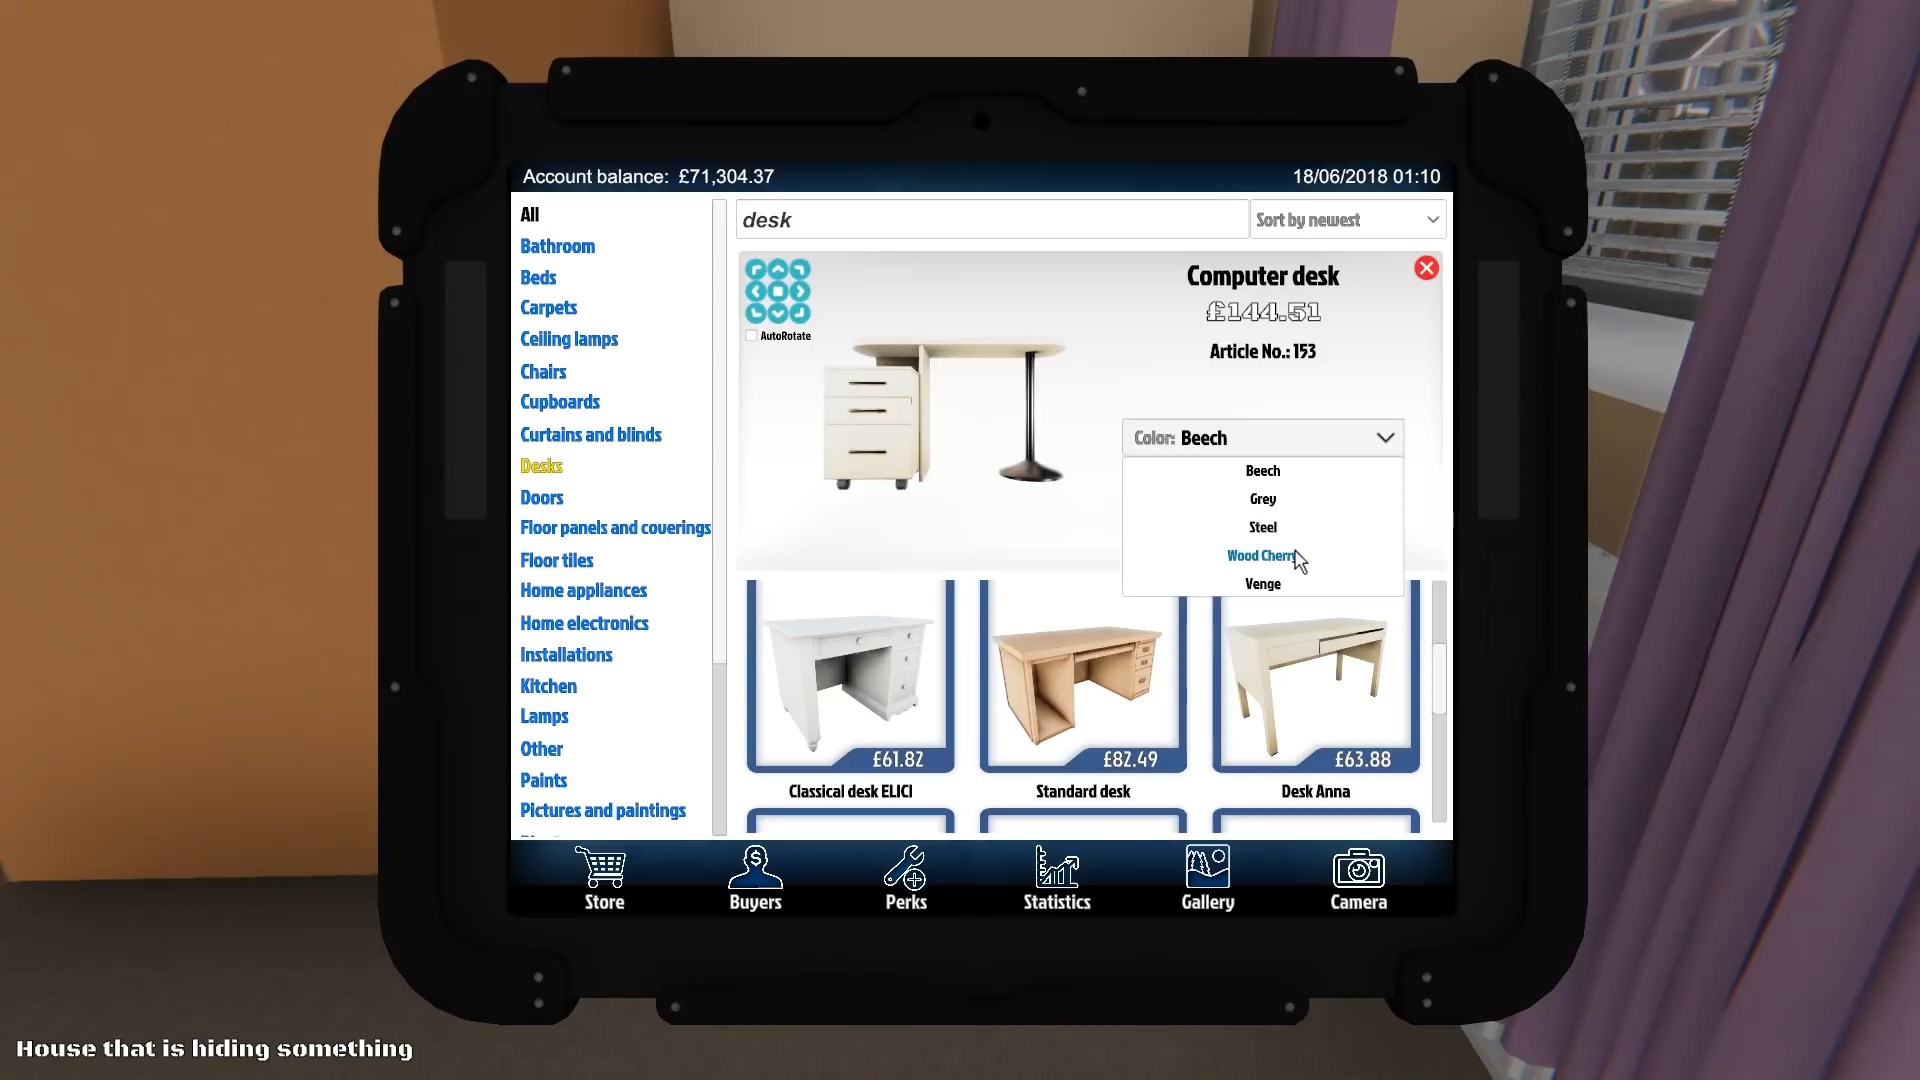 Account balance: £71,304.37
18/06/2018 01:10
All
Bathroom
Beds
Carpets
Ceiling lamps
Chairs
Cupboards
Curtains and blinds
Desks
Doors
Floor panels and coverings
Floor tiles
Home appliances
Home electronics
Installations
Kitchen
Lamps
Other
Paints
Pictures and paintings
desk
Sort by newest
AutoRotate
Computer desk
£144.51
Article No.: 153
Color: Beech
Beech
Grey
Steel
Wood Cherry
Venge
£61.82
£82.49
£63.88
Classical desk ELICI
Standard desk
Desk Anna
Store
Buyers
Perks
Statistics
Gallery
Camera
House that is hiding something